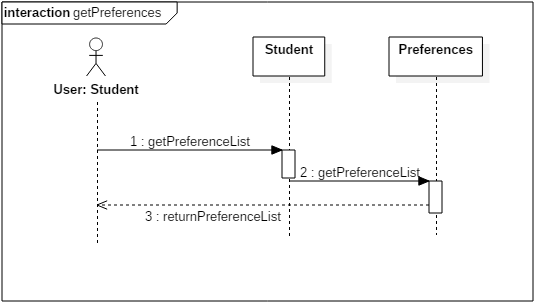 interaction getPreferences
Student
Preferences
User: Student
1 : getPreferenceList
2 : getPreferenceList
3 : returnPreferenceList